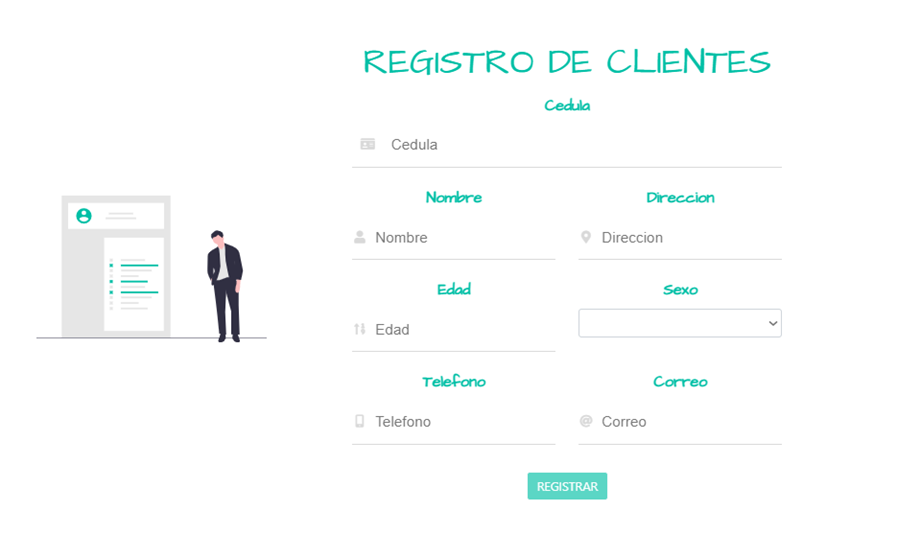 REGISTRO DE CLIENTES
Cedula
Cedula
Nombre Direccion
Nombre Direccion
Edad Sexo
Edad
Telefono Correo
Telefono Correo
REGISTRAR